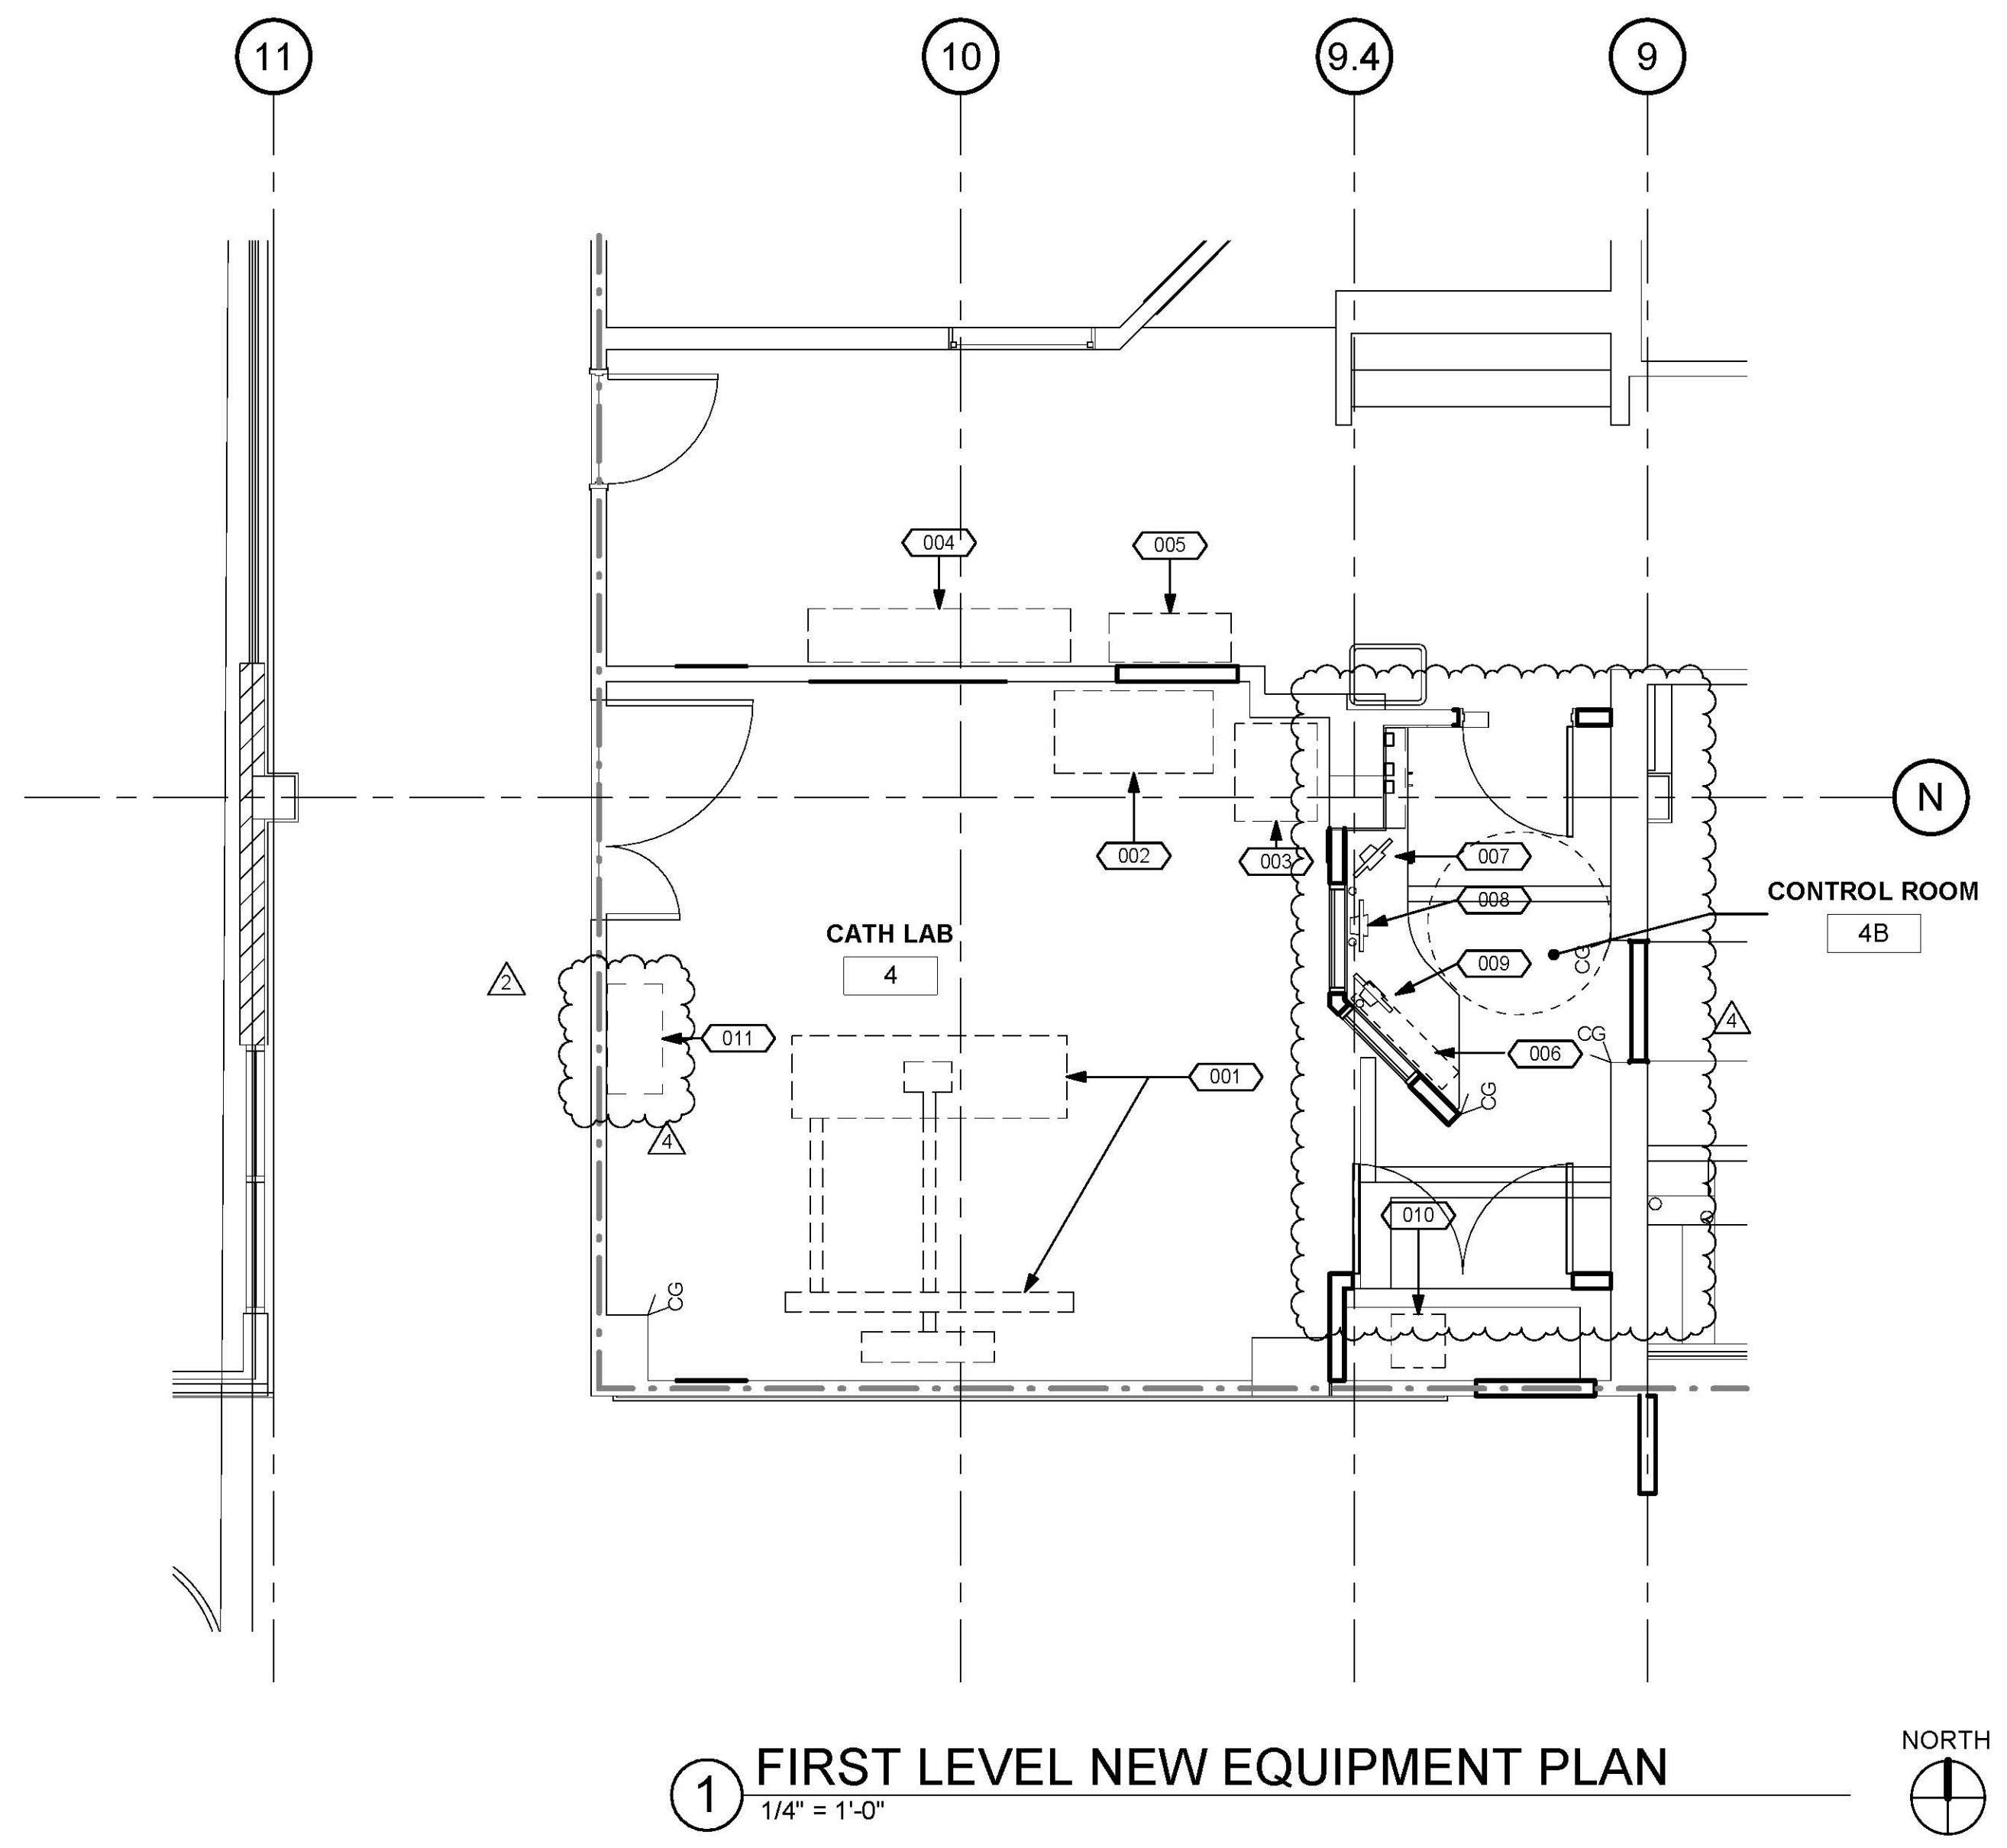 11
10
9.4
9
004
005
N
002
003
007
008
CONTROL ROOM
4B
CG
009
CATH LAB
4
2
011
4
CG
006
4
001
CG
010
CG
1
FIRST LEVEL NEW EQUIPMENT PLAN
1/4" = 1'-0"
NORTH